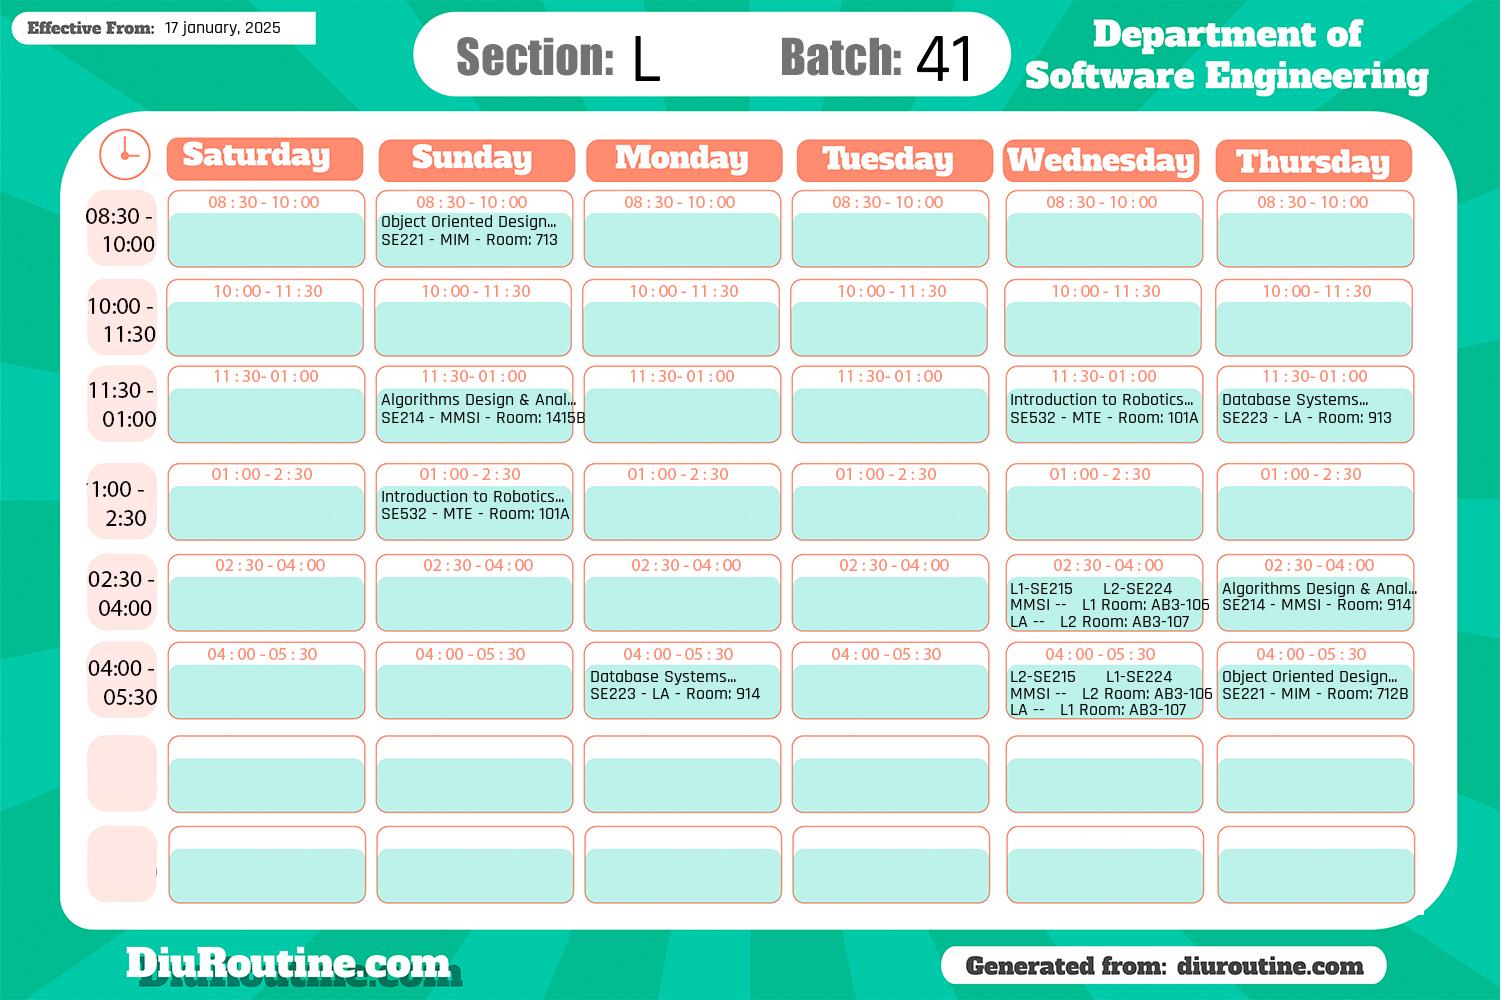 Effective From: 17 january, 2025
Section: L Batch: 41
Department of
Software Engineering
Saturday Sunday Monday Tuesday Wednesday Thursday
08:30 -
10:00
08 : 30 - 10 : 00
08 : 30 - 10 : 00
Object Oriented Design...
SE221 - MIM - Room: 713
08 : 30 - 10 : 00
08 : 30 - 10 : 00
08 : 30 - 10 : 00
08 : 30 - 10 : 00
10:00 -
11:30
10 : 00 - 11 : 30
10 : 00 - 11 : 30
10 : 00 - 11 : 30
10 : 00 - 11 : 30
10 : 00 - 11 : 30
10 : 00 - 11 : 30
11:30 -
01:00
11 : 30- 01 : 00
11 : 30- 01 : 00
Algorithms Design & Anal...
SE214 - MMSI - Room: 1415B
11 : 30- 01 : 00
11 : 30- 01 : 00
11 : 30- 01 : 00
Introduction to Robotics...
SE532 - MTE - Room: 101A
11 : 30- 01 : 00
Database Systems...
SE223 - LA - Room: 913
1:00 -
2:30
01 : 00 - 2 : 30
01 : 00 - 2 : 30
Introduction to Robotics...
SE532 - MTE - Room: 101A
01 : 00 - 2 : 30
01 : 00 - 2 : 30
01 : 00 - 2 : 30
01 : 00 - 2 : 30
02:30 -
04:00
02 : 30 - 04 : 00
02 : 30 - 04 : 00
02 : 30 - 04 : 00
02 : 30 - 04 : 00
02 : 30 - 04 : 00
L1-SE215 L2-SE224
MMSI -- L1 Room: AB3-106
LA -- L2 Room: AB3-107
02 : 30 - 04 : 00
Algorithms Design & Anal...
SE214 - MMSI - Room: 914
04:00 -
05:30
04 : 00 - 05 : 30
04 : 00 - 05 : 30
04 : 00 - 05 : 30
Database Systems...
SE223 - LA - Room: 914
04 : 00 - 05 : 30
04 : 00 - 05 : 30
L2-SE215 L1-SE224
MMSI -- L2 Room: AB3-106
LA -- L1 Room: AB3-107
04 : 00 - 05 : 30
Object Oriented Design...
SE221 - MIM - Room: 712B
DiuRoutine.com
Generated from: diuroutine.com